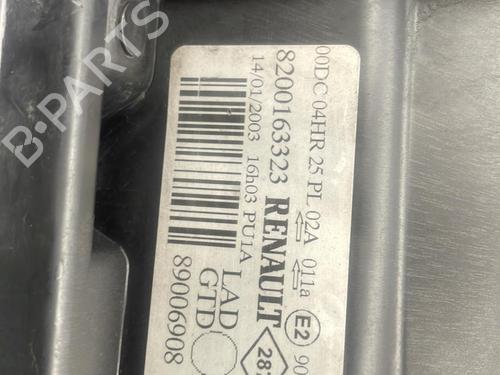 00DC 04HR 25 PL 02A 011a
E2 90
8200163323 RENAULT
14/01/2003 16h03 PU1A
LAD
GTD
89006908
287
B-PARTS